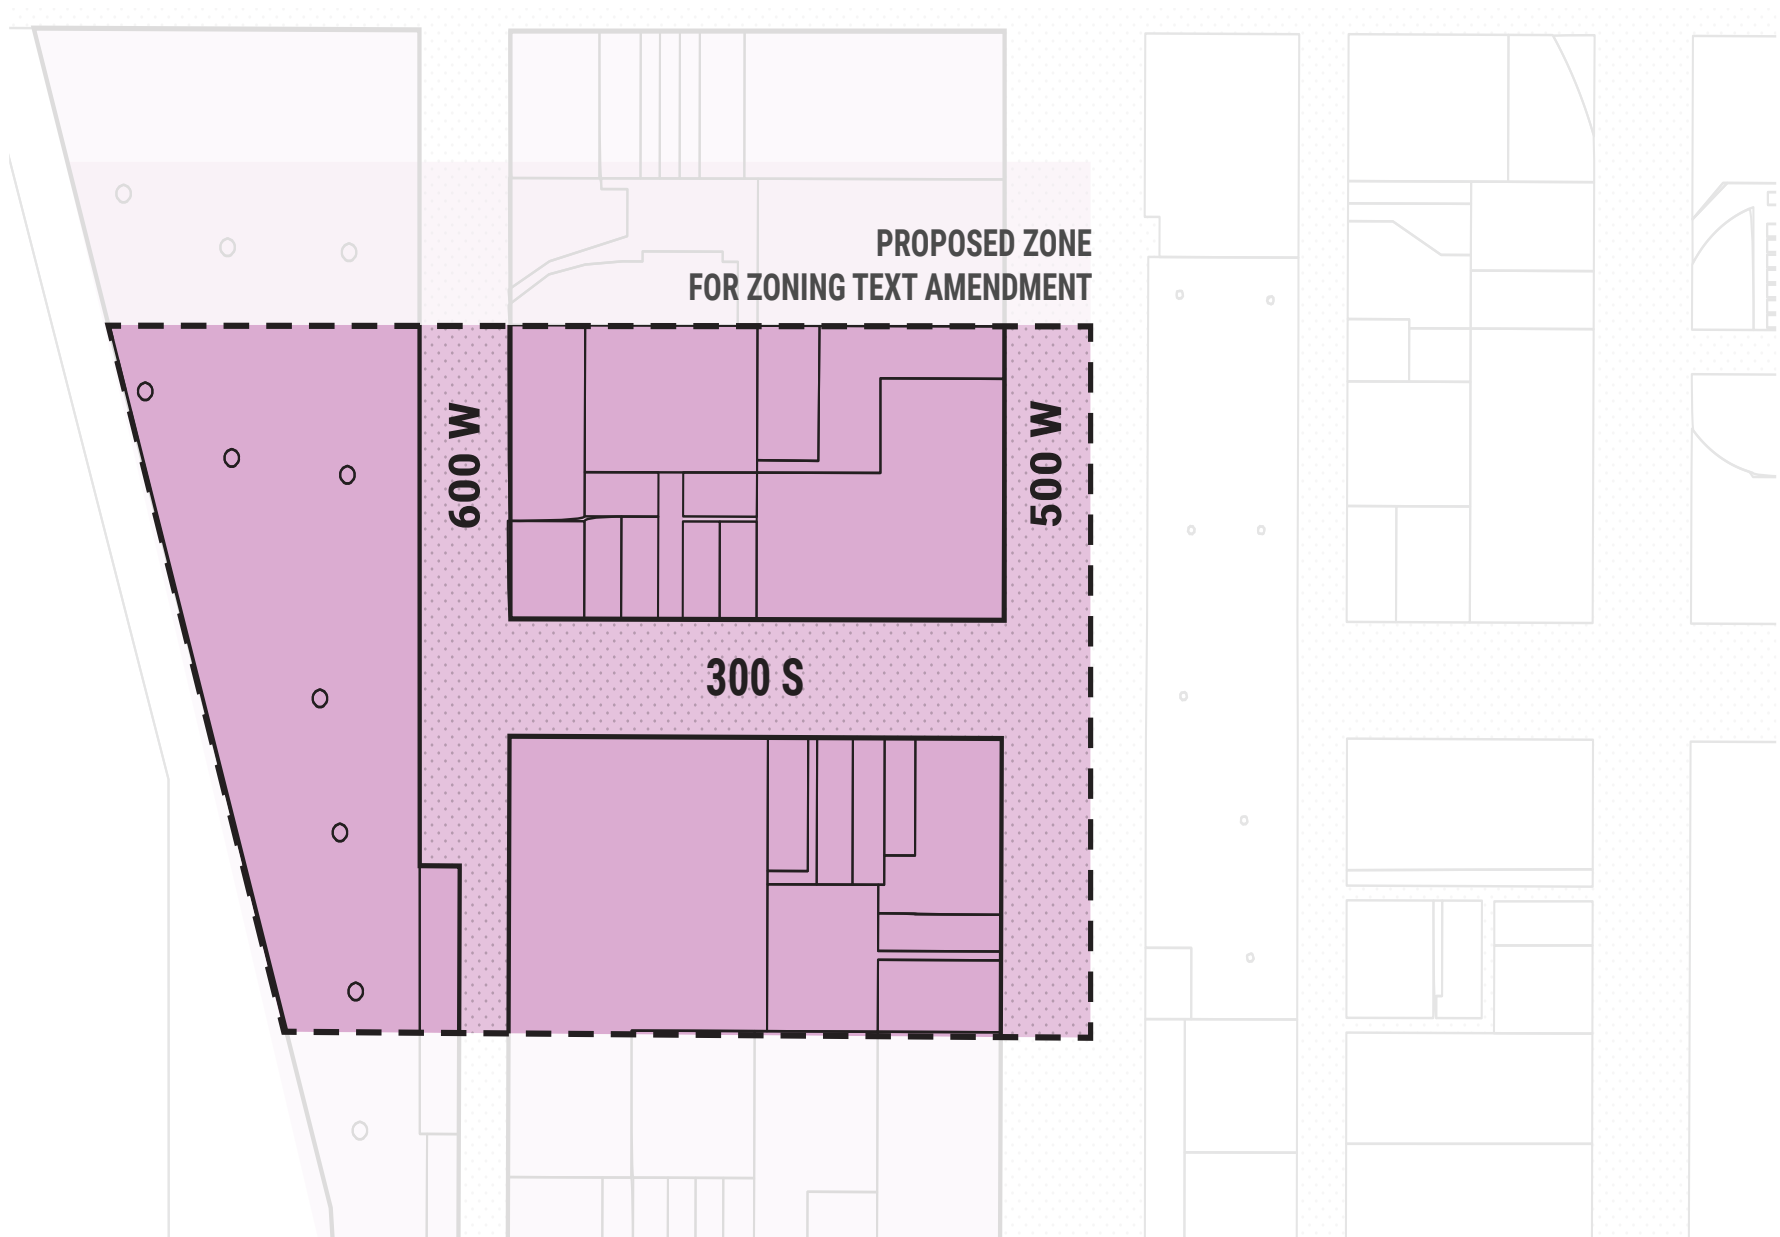 PROPOSED ZONE
FOR ZONING TEXT AMENDMENT
600 W
500 W
300 S